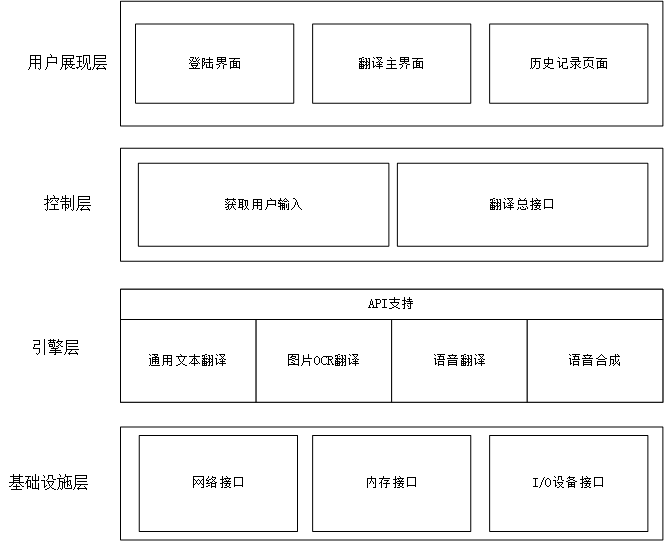 用户展现层
登陆界面
翻译主界面
历史记录页面
控制层
获取用户输入
翻译总接口
引擎层
API支持
通用文本翻译
图片OCR翻译
语音翻译
语音合成
基础设施层
网络接口
内存接口
I/O设备接口